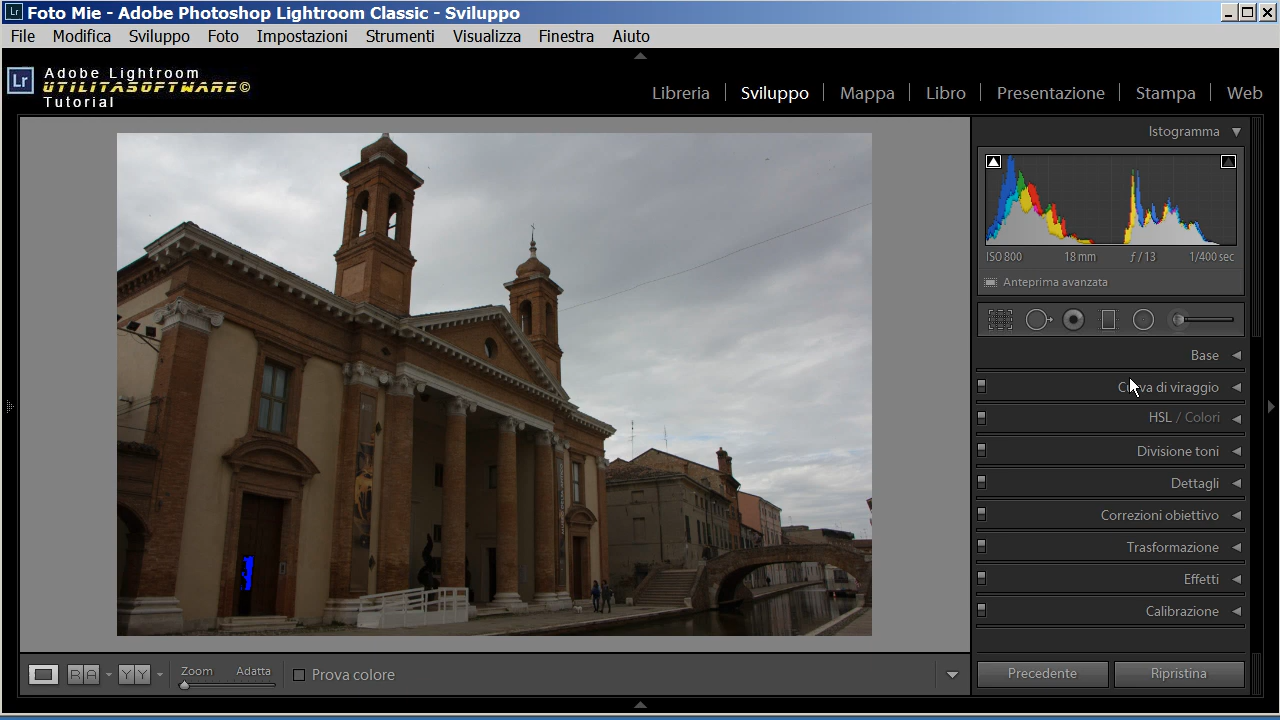 Foto Mie - Adobe Photoshop Lightroom Classic - Sviluppo
File Modifica Sviluppo Foto Impostazioni Strumenti Visualizza Finestra Aiuto
Lr Adobe Lightroom
UTILITASOFTWARE©
Tutorial
Libreria Sviluppo Mappa Libro Presentazione Stampa Web
Istogramma
ISO 800 18 mm ƒ / 13 1/400 sec
Anteprima avanzata
Base
Curva di viraggio
HSL / Colori
Divisione toni
Dettagli
Correzioni obiettivo
Trasformazione
Effetti
Calibrazione
R A Y Y Zoom Adatta Prova colore
Precedente Ripristina